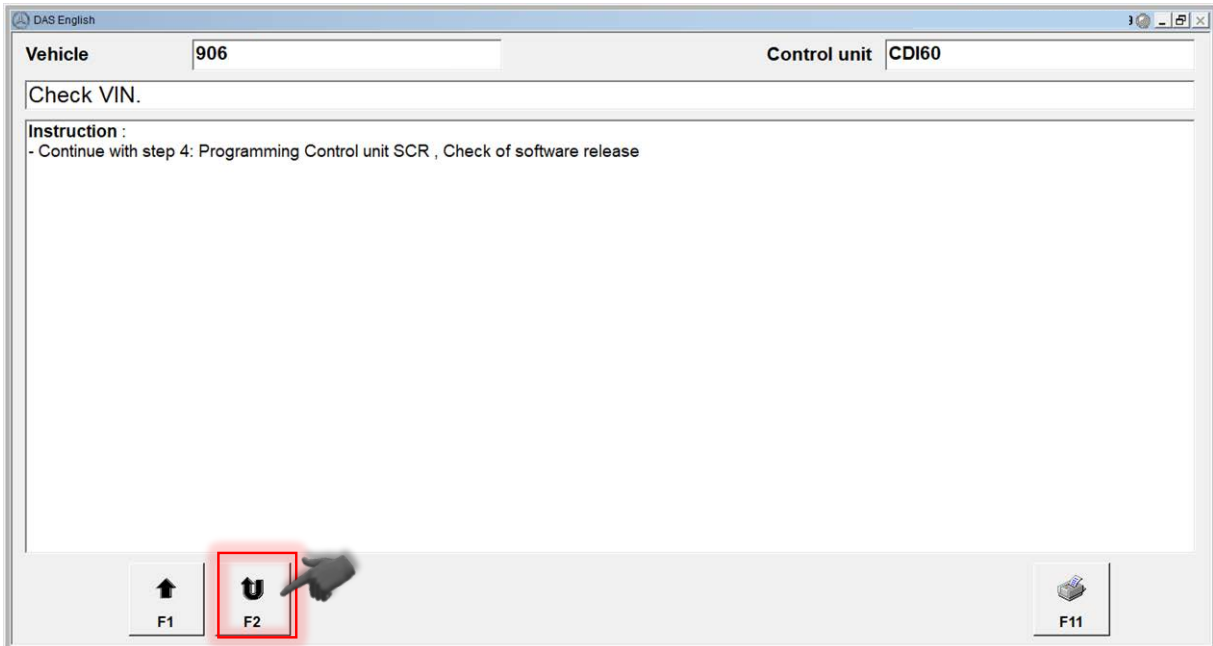 DAS English
Vehicle 906 Control unit CDI60
Check VIN.
Instruction :
- Continue with step 4: Programming Control unit SCR , Check of software release
F1 F2 F11